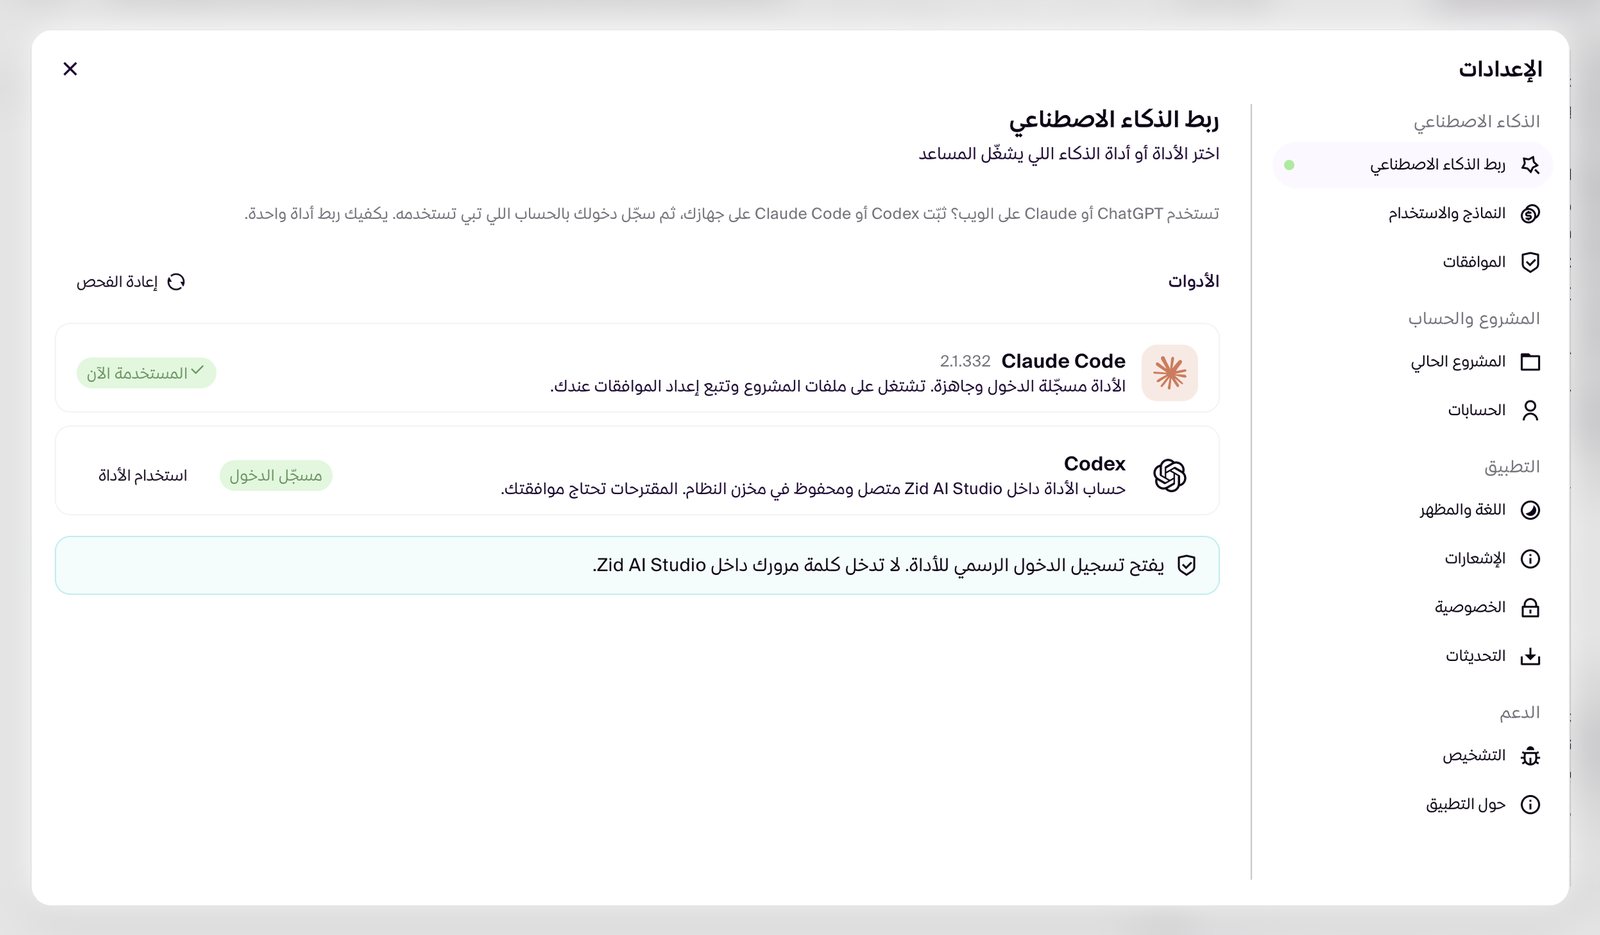 الإعدادات
الذكاء الاصطناعي
ربط الذكاء الاصطناعي
النماذج والاستخدام
الموافقات
المشروع والحساب
المشروع الحالي
الحسابات
التطبيق
اللغة والمظهر
الإشعارات
الخصوصية
التحديثات
الدعم
التشخيص
حول التطبيق
ربط الذكاء الاصطناعي
اختر الأداة أو أداة الذكاء اللي يشغّل المساعد
تستخدم ChatGPT أو Claude على الويب؟ ثبّت Codex أو Claude Code على جهازك، ثم سجّل دخولك بالحساب اللي تبي تستخدمه. يكفيك ربط أداة واحدة.
الأدوات
إعادة الفحص
Claude Code 2.1.332
الأداة مسجّلة الدخول وجاهزة. تشتغل على ملفات المشروع وتتبع إعداد الموافقات عندك.
المستخدمة الآن
Codex
حساب الأداة داخل Zid AI Studio متصل ومحفوظ في مخزن النظام. المقترحات تحتاج موافقتك.
مسجّل الدخول
استخدام الأداة
يفتح تسجيل الدخول الرسمي للأداة. لا تدخل كلمة مرورك داخل Zid AI Studio.